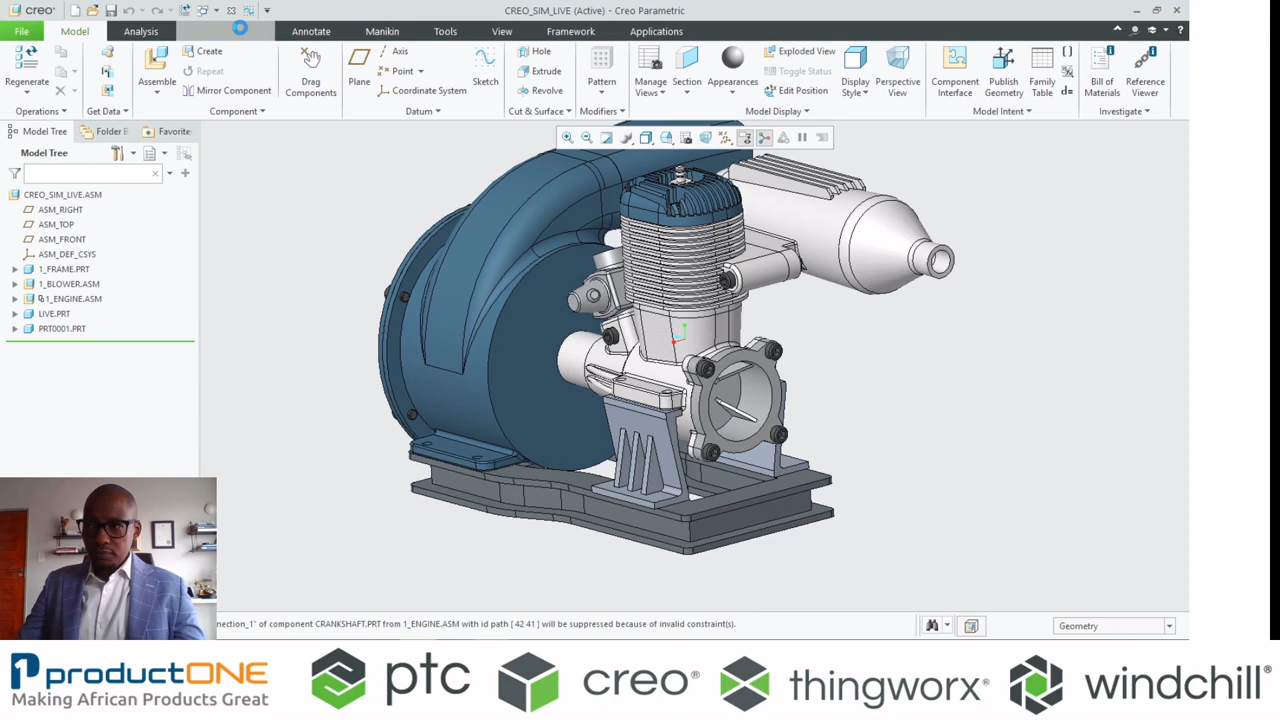 creo°
CREO_SIM_LIVE (Active) - Creo Parametric
File Model Analysis Annotate Manikin Tools View Framework Applications
Regenerate
Operations
Get Data
Assemble
Create
Repeat
Mirror Component
Component
Drag Components
Plane
Axis
Point
Coordinate System
Sketch
Datum
Hole
Extrude
Revolve
Cut & Surface
Pattern
Modifiers
Manage Views
Section
Appearances
Exploded View
Toggle Status
Edit Position
Display Style
Perspective View
Model Display
Component Interface
Publish Geometry
Family Table
d=
Model Intent
Bill of Materials
Reference Viewer
Investigate
Model Tree Folder B Favorite
Model Tree
CREO_SIM_LIVE.ASM
ASM_RIGHT
ASM_TOP
ASM_FRONT
ASM_DEF_CSYS
1_FRAME.PRT
1_BLOWER.ASM
1_ENGINE.ASM
LIVE.PRT
PRT0001.PRT
nection_1' of component CRANKSHAFT.PRT from 1_ENGINE.ASM with id path [ 42 41 ] will be suppressed because of invalid constraint(s).
Geometry
productONE
Making African Products Great
ptc
creo®
thingworx®
windchill®